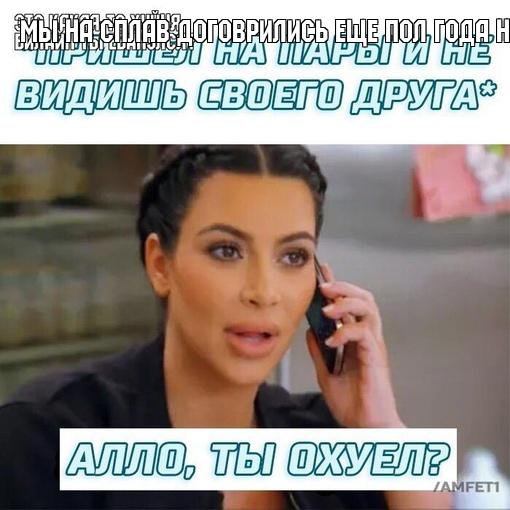 МЫ НА СПЛАВ ДОГОВРИЛИСЬ ЕЩЕ ПОЛ ГОДА Н
*ПРИШЕЛ НА ПАРЫ И НЕ
ВИДИШЬ СВОЕГО ДРУГА*
АЛЛО, ТЫ ОХУЕЛ?
/AMFET1